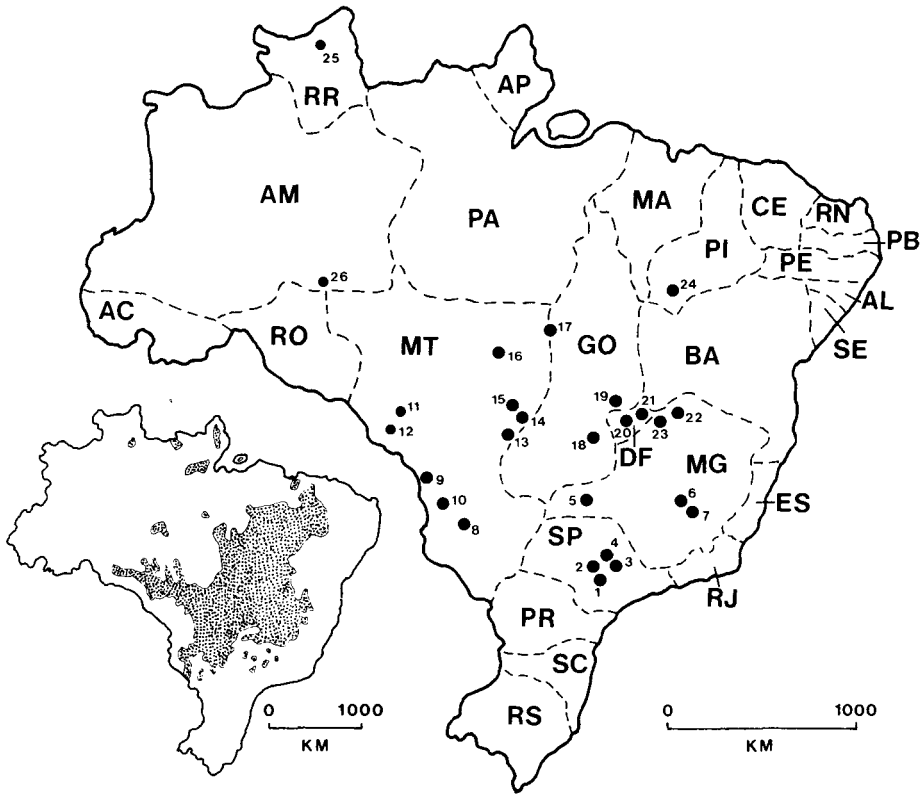 25
RR
AP
AM
PA
MA
CE
RN
PB
PI
PE
26
24
AL
AC
RO
MT
17
GO
BA
SE
16
11
12
15
14
13
19
21
22
20
23
18
DF
MG
9
10
8
5
6
7
ES
SP
4
2
3
1
RJ
PR
SC
RS
0 1000
KM
0 1000
KM